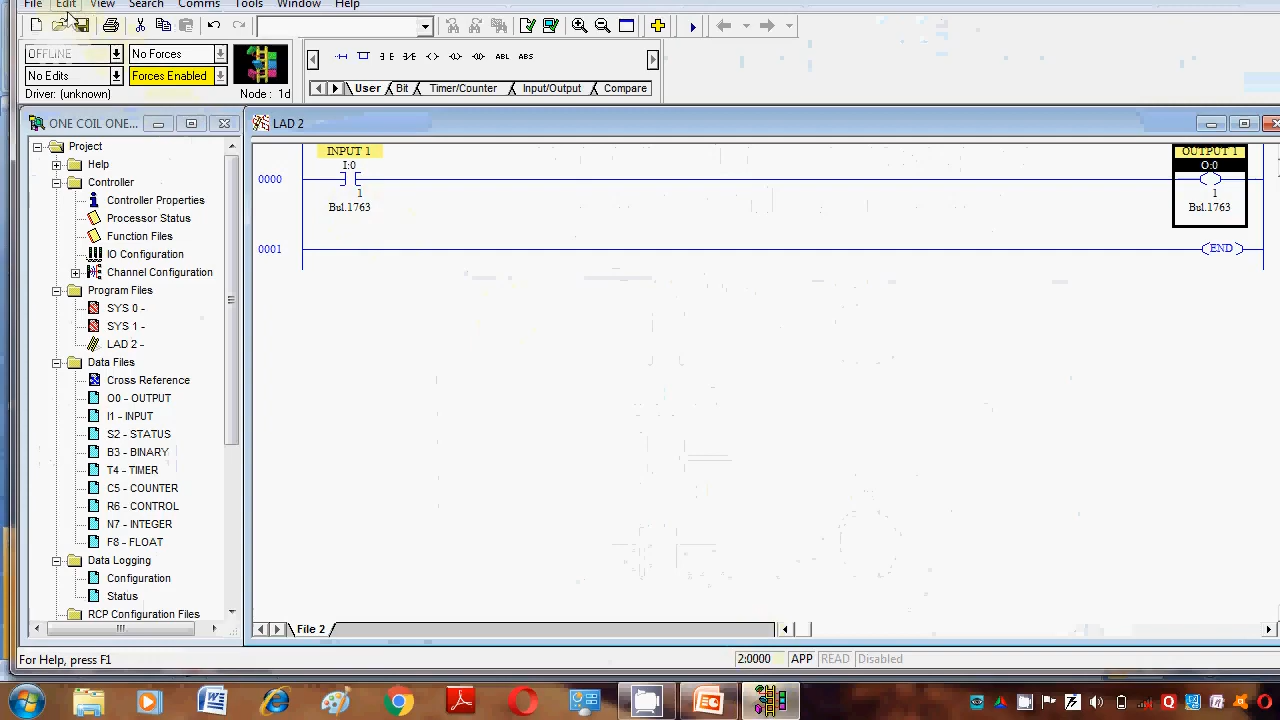 File Edit View Search Comms Tools Window Help
OFFLINE No Forces
No Edits Forces Enabled
Driver: (unknown) Node : 1d
ABL ABS
User Bit Timer/Counter Input/Output Compare
ONE COIL ONE...
LAD 2
Project
Help
Controller
Controller Properties
Processor Status
Function Files
IO Configuration
Channel Configuration
Program Files
SYS 0 -
SYS 1 -
LAD 2 -
Data Files
Cross Reference
O0 - OUTPUT
I1 - INPUT
S2 - STATUS
B3 - BINARY
T4 - TIMER
C5 - COUNTER
R6 - CONTROL
N7 - INTEGER
F8 - FLOAT
Data Logging
Configuration
Status
RCP Configuration Files
INPUT 1 OUTPUT 1
I:0 O:0
0000
1 1
Bul.1763 Bul.1763
0001 END
File 2
For Help, press F1 2:0000 APP READ Disabled